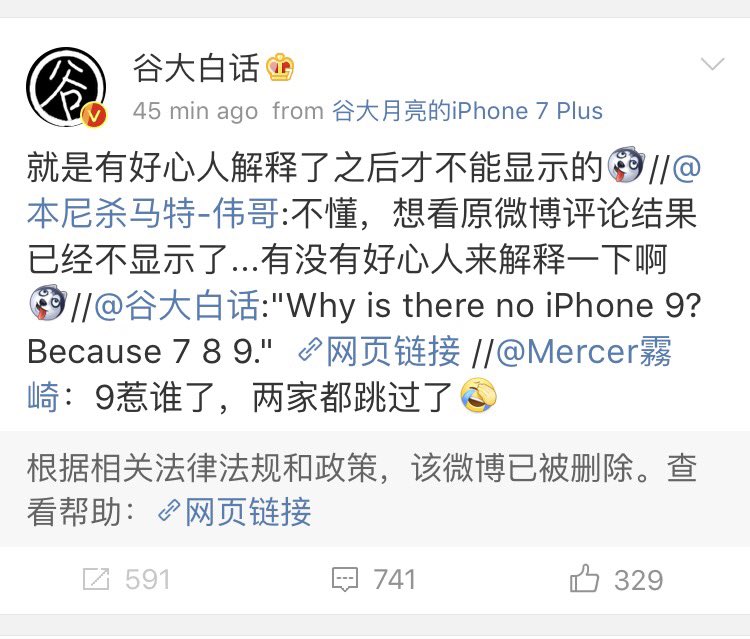 谷
谷大白话
45 min ago from 谷大月亮的iPhone 7 Plus
就是有好心人解释了之后才不能显示的//@
本尼杀马特-伟哥:不懂，想看原微博评论结果
已经不显示了...有没有好心人来解释一下啊
//@谷大白话:"Why is there no iPhone 9?
Because 7 8 9." 网页链接 //@Mercer霧
崎：9惹谁了，两家都跳过了
根据相关法律法规和政策，该微博已被删除。查
看帮助：网页链接
591 741 329